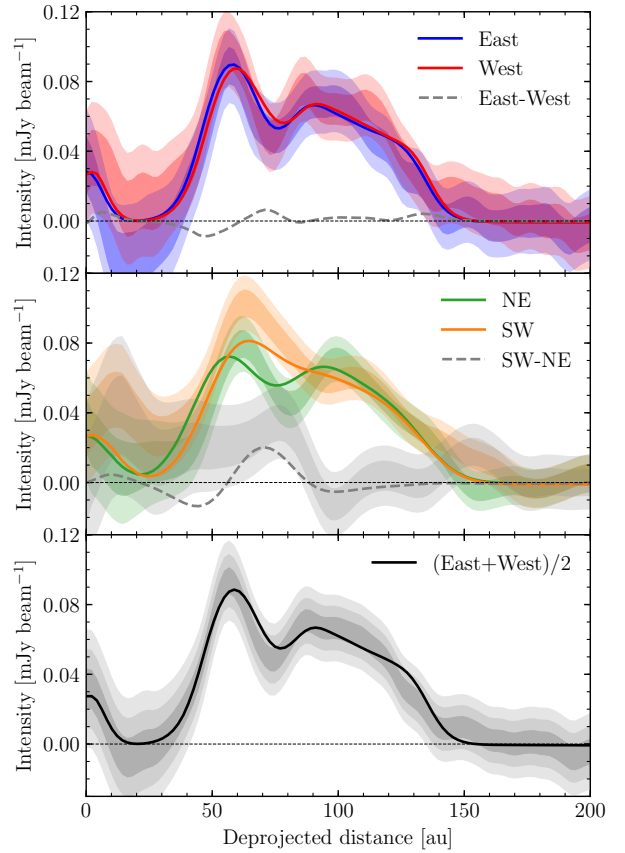 0.12
0.08
0.04
0.00
Intensity [mJy beam⁻¹]
East
West
East-West
0.12
0.08
0.04
0.00
Intensity [mJy beam⁻¹]
NE
SW
SW-NE
0.12
0.08
0.04
0.00
Intensity [mJy beam⁻¹]
(East+West)/2
0 50 100 150 200
Deprojected distance [au]